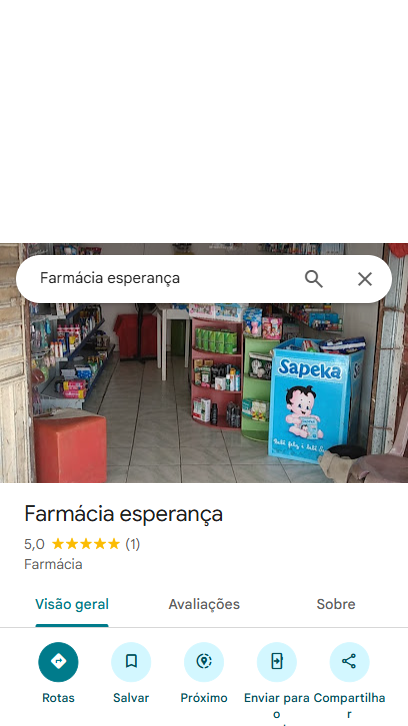 Farmácia esperança
Sapeka
Farmácia esperança
5,0 (1)
Farmácia
Visão geral Avaliações Sobre
Rotas Salvar Próximo Enviar para o Compartilhar